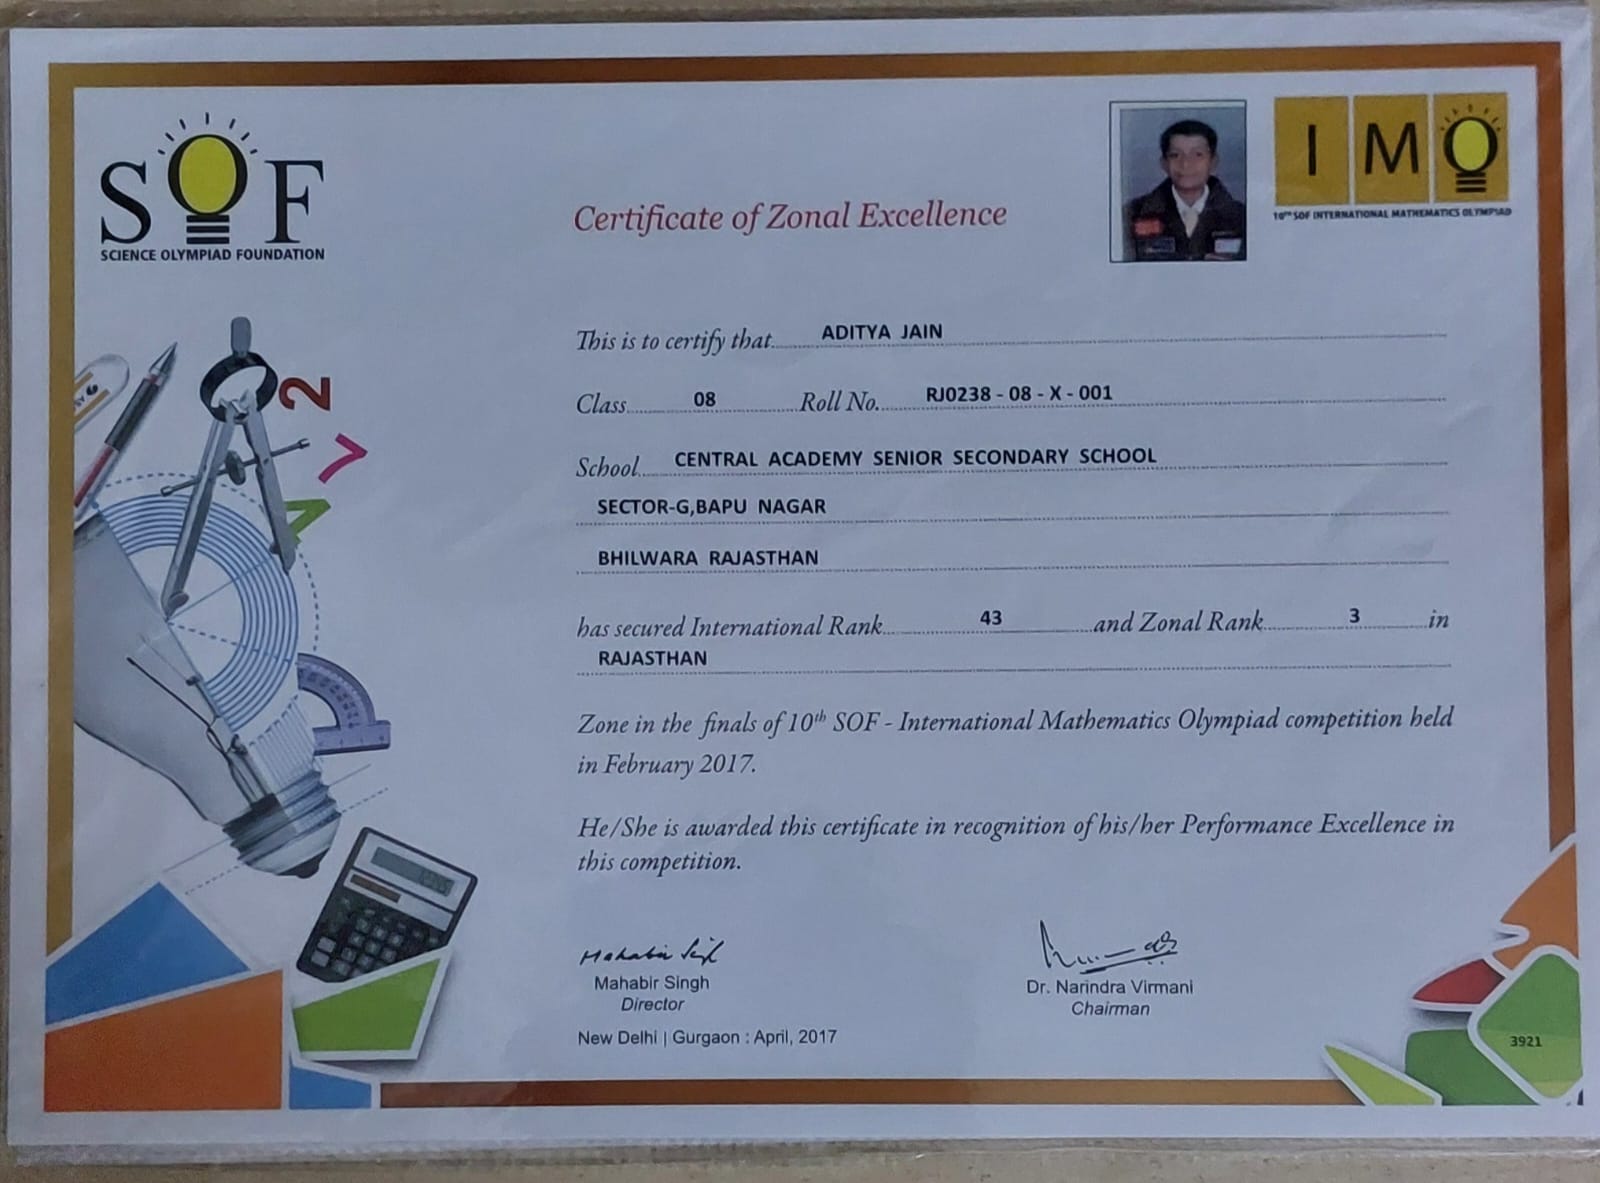 SOF
SCIENCE OLYMPIAD FOUNDATION
IMO
10TH SOF INTERNATIONAL MATHEMATICS OLYMPIAD
Certificate of Zonal Excellence
This is to certify that ADITYA JAIN
Class 08 Roll No. RJ0238 - 08 - X - 001
School CENTRAL ACADEMY SENIOR SECONDARY SCHOOL
SECTOR-G,BAPU NAGAR
BHILWARA RAJASTHAN
has secured International Rank 43 and Zonal Rank 3 in
RAJASTHAN
Zone in the finals of 10th SOF - International Mathematics Olympiad competition held
in February 2017.
He/She is awarded this certificate in recognition of his/her Performance Excellence in
this competition.
Mahabir Singh
Mahabir Singh
Director
Dr. Narindra Virmani
Chairman
New Delhi | Gurgaon : April, 2017
3921
2